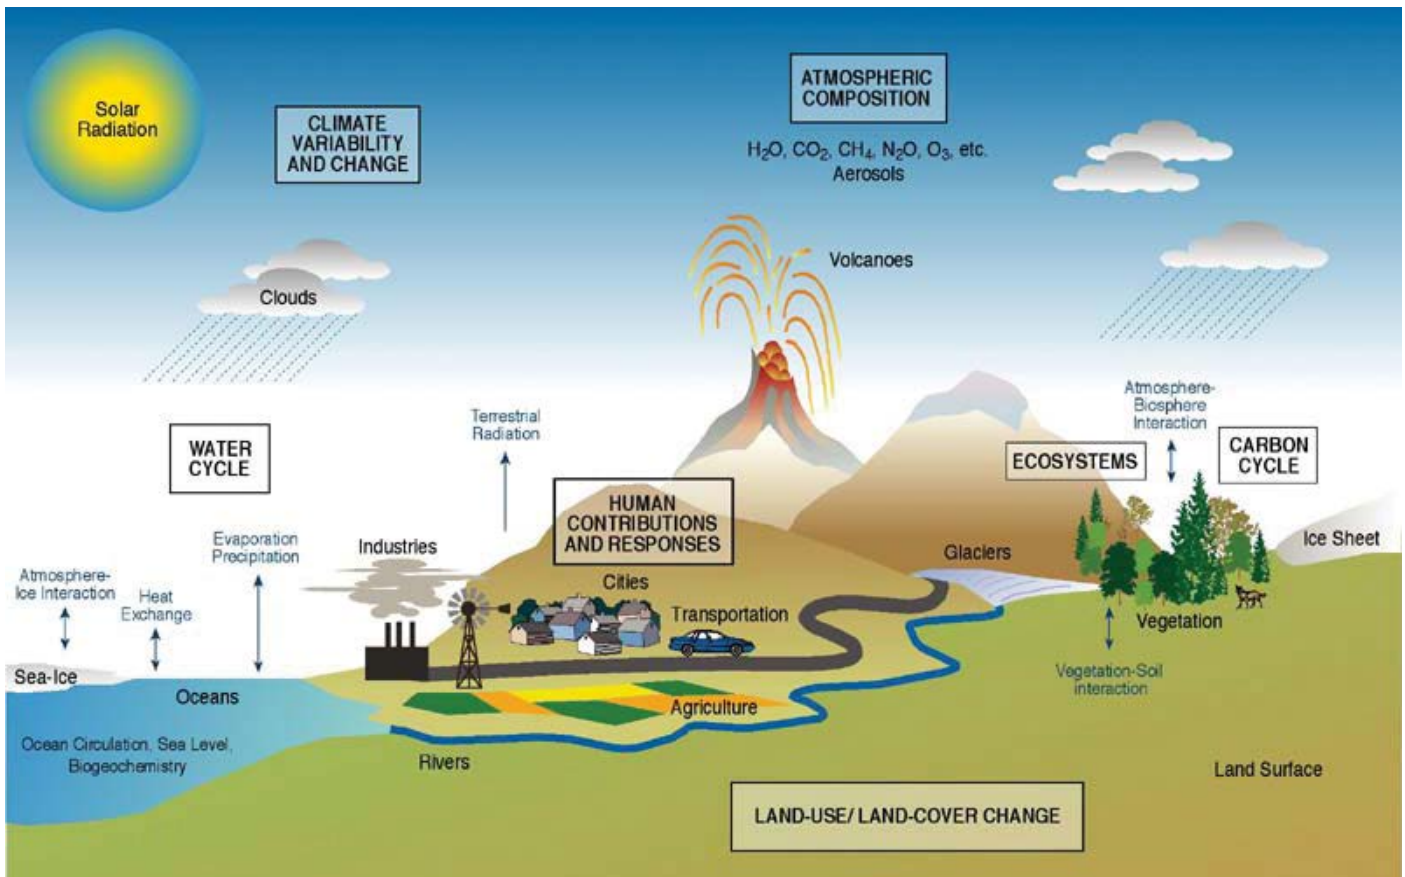 Solar
Radiation
CLIMATE
VARIABILITY
AND CHANGE
ATMOSPHERIC
COMPOSITION
H₂O, CO₂, CH₄, N₂O, O₃, etc.
Aerosols
Volcanoes
Clouds
Atmosphere-
Biosphere
Interaction
Terrestrial
Radiation
WATER
CYCLE
ECOSYSTEMS
CARBON
CYCLE
HUMAN
CONTRIBUTIONS
AND RESPONSES
Evaporation
Precipitation
Industries
Glaciers
Ice Sheet
Atmosphere-
Ice Interaction
Heat
Exchange
Cities
Transportation
Vegetation
Sea-Ice
Oceans
Agriculture
Vegetation-Soil
interaction
Ocean Circulation, Sea Level,
Biogeochemistry
Rivers
Land Surface
LAND-USE/ LAND-COVER CHANGE